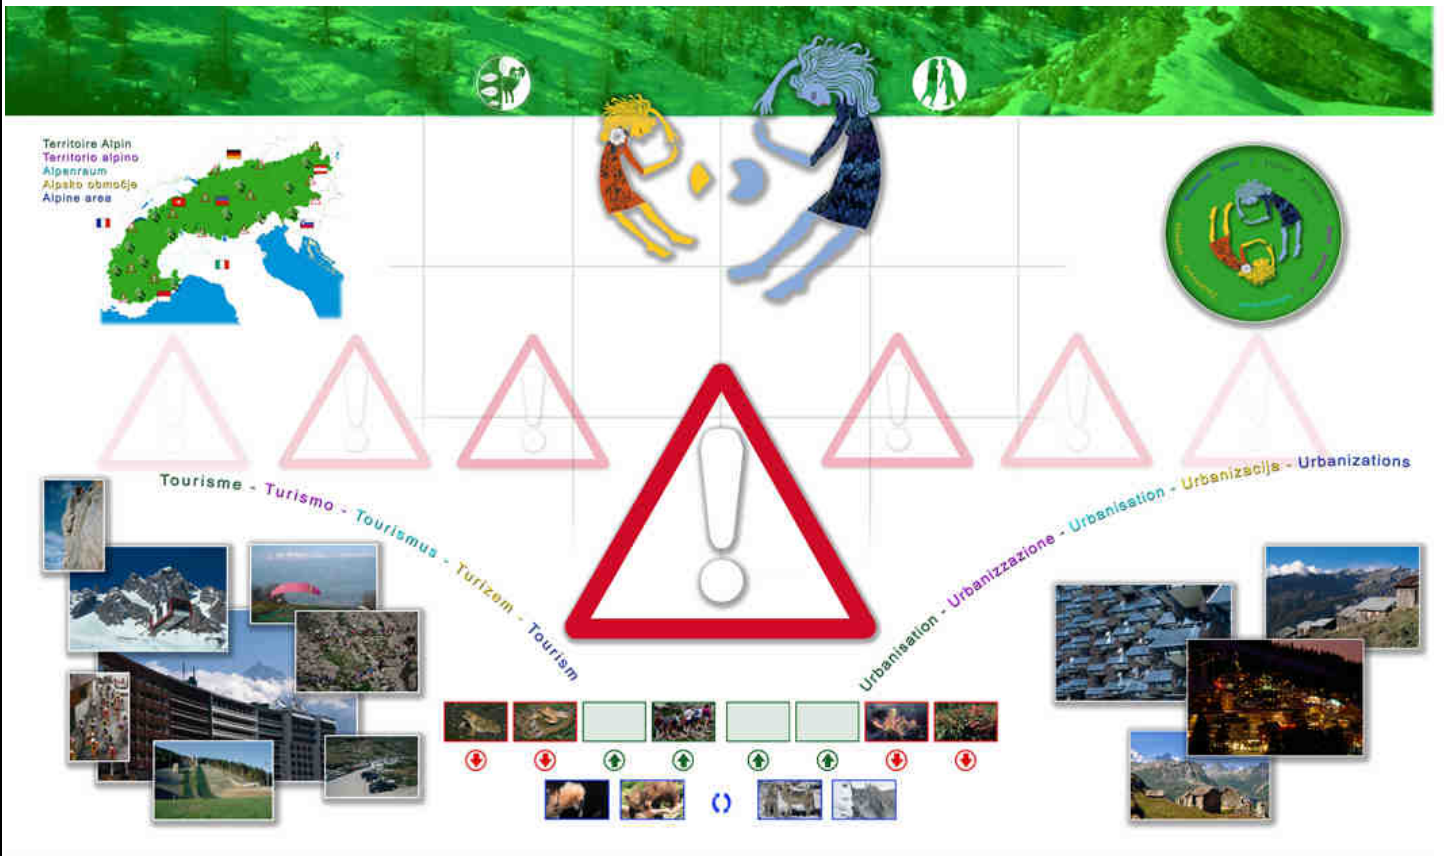 Territoire Alpin
Territorio alpino
Alpenraum
Alpsko območje
Alpine area
Tourisme - Turismo - Tourismus - Turizem - Tourism
Urbanisation - Urbanizzazione - Urbanisation - Urbanizacija - Urbanizations